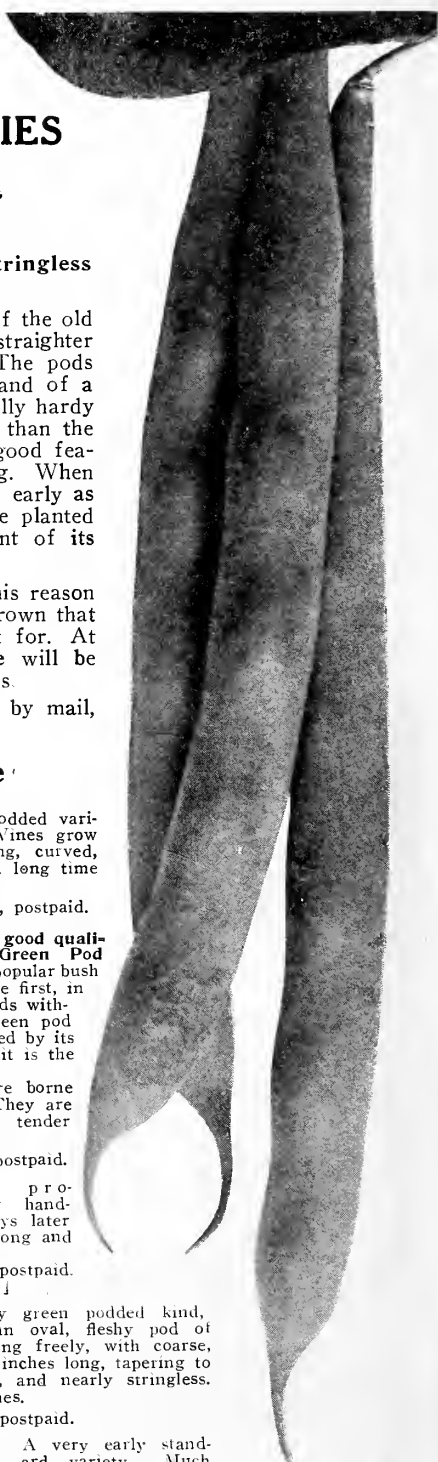 IES
tringless
f the old
straighter
The pods
and of a
lly hardy
than the
good fea-
g. When
early as
e planted
nt of its
his reason
rown that
t for. At
e will be
s.
by mail,
e
odded vari-
Vines grow
ng, curved,
long time
, postpaid.
good quali-
Green Pod
popular bush
e first, in
ds with-
een pod
ed by its
it is the
re borne
They are
tender
postpaid.
pro-
hand-
ys later
ong and
postpaid.
y green podded kind,
an oval, fleshy pod of
ng freely, with coarse,
inches long, tapering to
, and nearly stringless.
nes.
postpaid.
A very early stand-
ard variety. Much